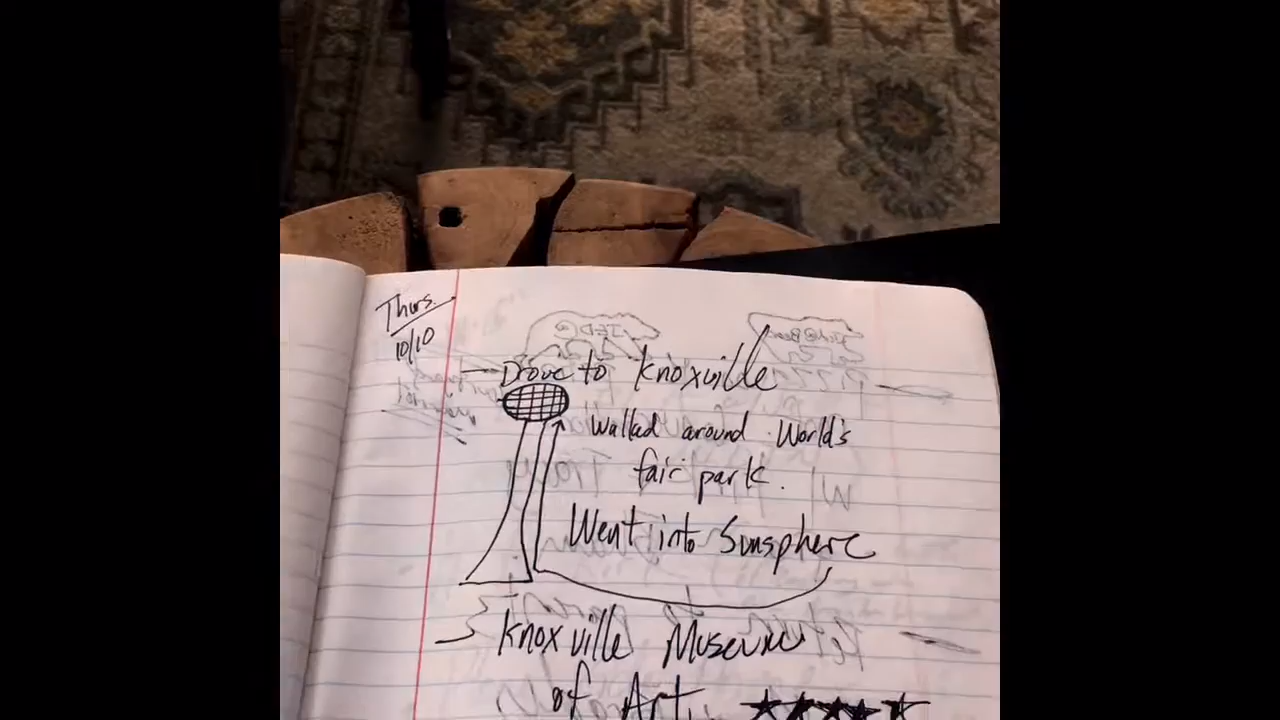 Thurs.
10/10
Drove to Knoxville
Walked around World's
fair park.
Went into Sunsphere
Knoxville Museum
of Art